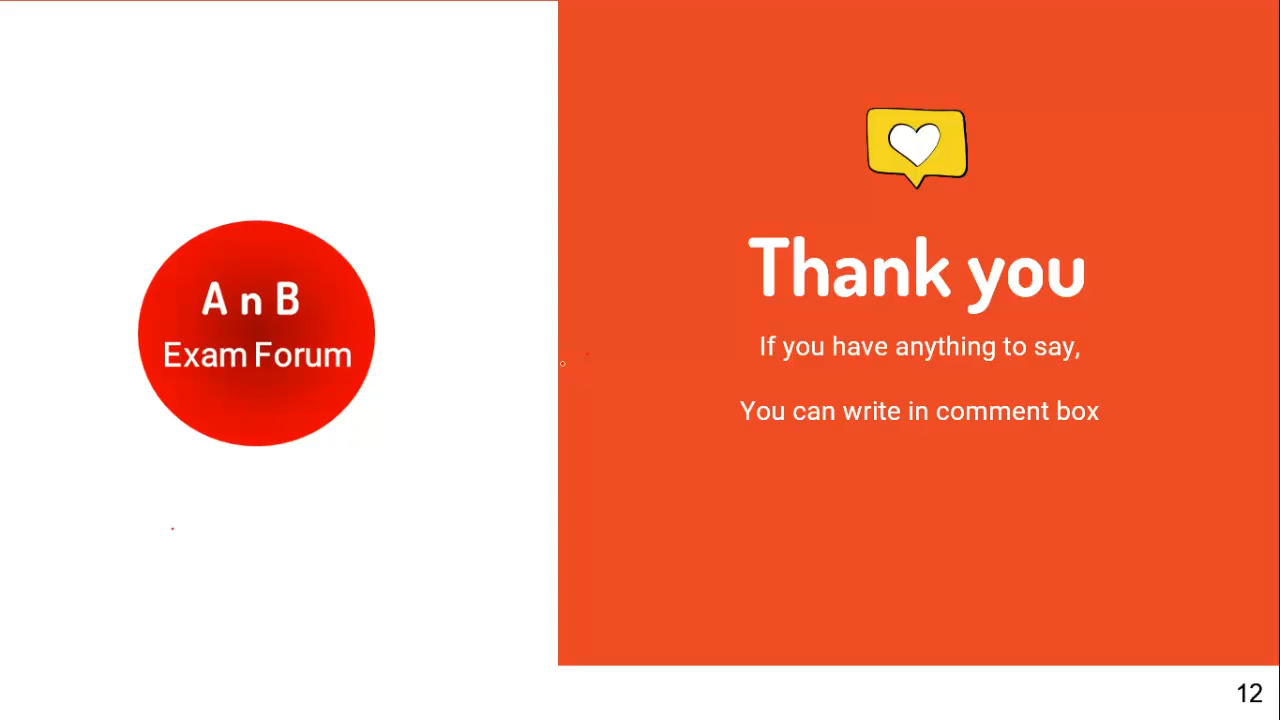 A n B
Exam Forum
Thank you
If you have anything to say,
You can write in comment box
12